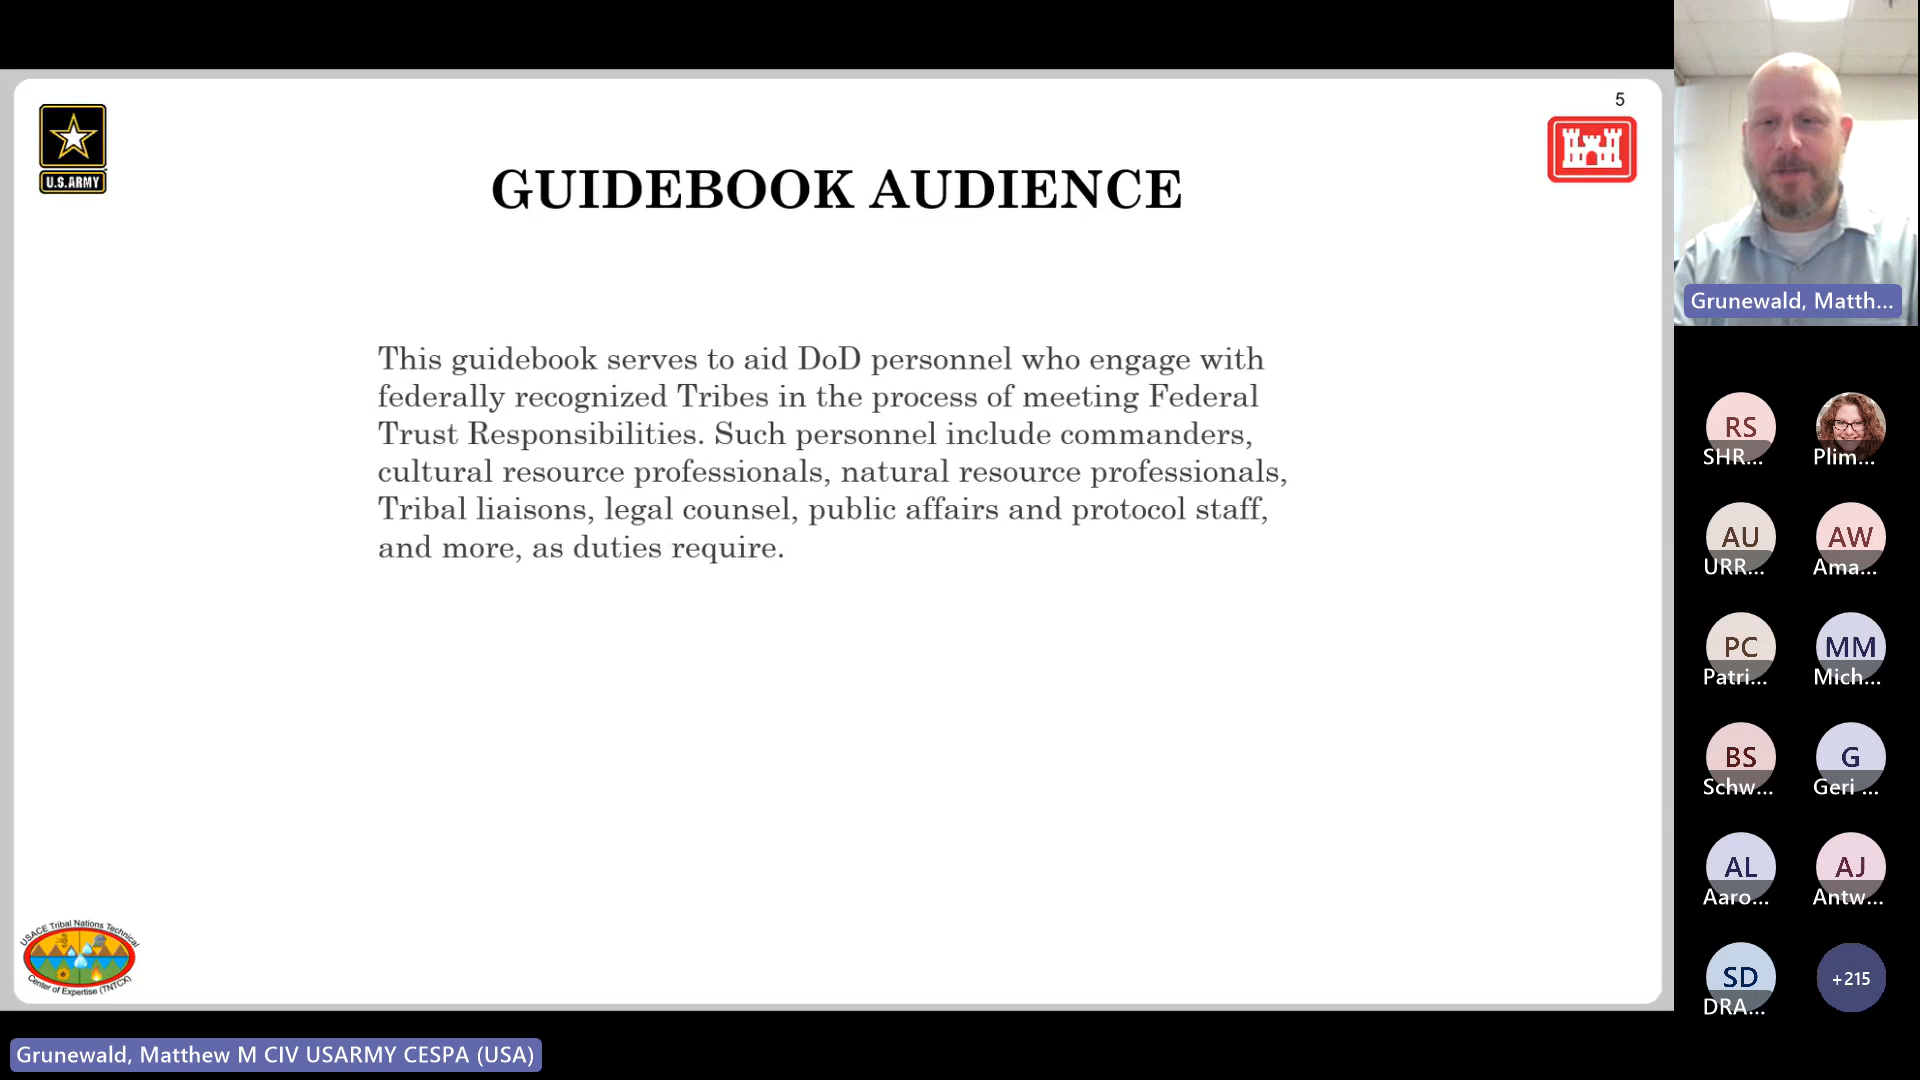 5
U.S.ARMY
GUIDEBOOK AUDIENCE
This guidebook serves to aid DoD personnel who engage with
federally recognized Tribes in the process of meeting Federal
Trust Responsibilities. Such personnel include commanders,
cultural resource professionals, natural resource professionals,
Tribal liaisons, legal counsel, public affairs and protocol staff,
and more, as duties require.
USACE Tribal Nations Technical
Center of Expertise (TNTCX)
Grunewald, Matthew M CIV USARMY CESPA (USA)
Grunewald, Matth...
RS
SHR...
Plim...
AU
URR...
AW
Ama...
PC
Patri...
MM
Mich...
BS
Schw...
G
Geri ...
AL
Aaro...
AJ
Antw...
SD
DRA...
+215